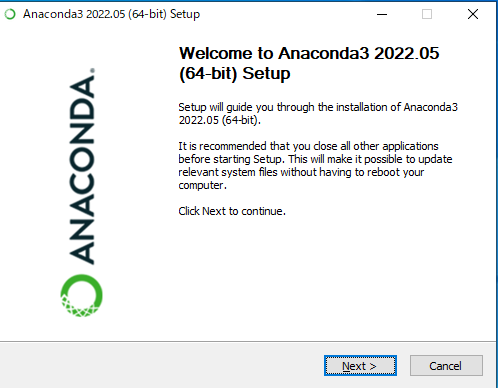 Anaconda3 2022.05 (64-bit) Setup
Welcome to Anaconda3 2022.05
(64-bit) Setup
Setup will guide you through the installation of Anaconda3
2022.05 (64-bit).
It is recommended that you close all other applications
before starting Setup. This will make it possible to update
relevant system files without having to reboot your
computer.
Click Next to continue.
ANACONDA.
Next >
Cancel